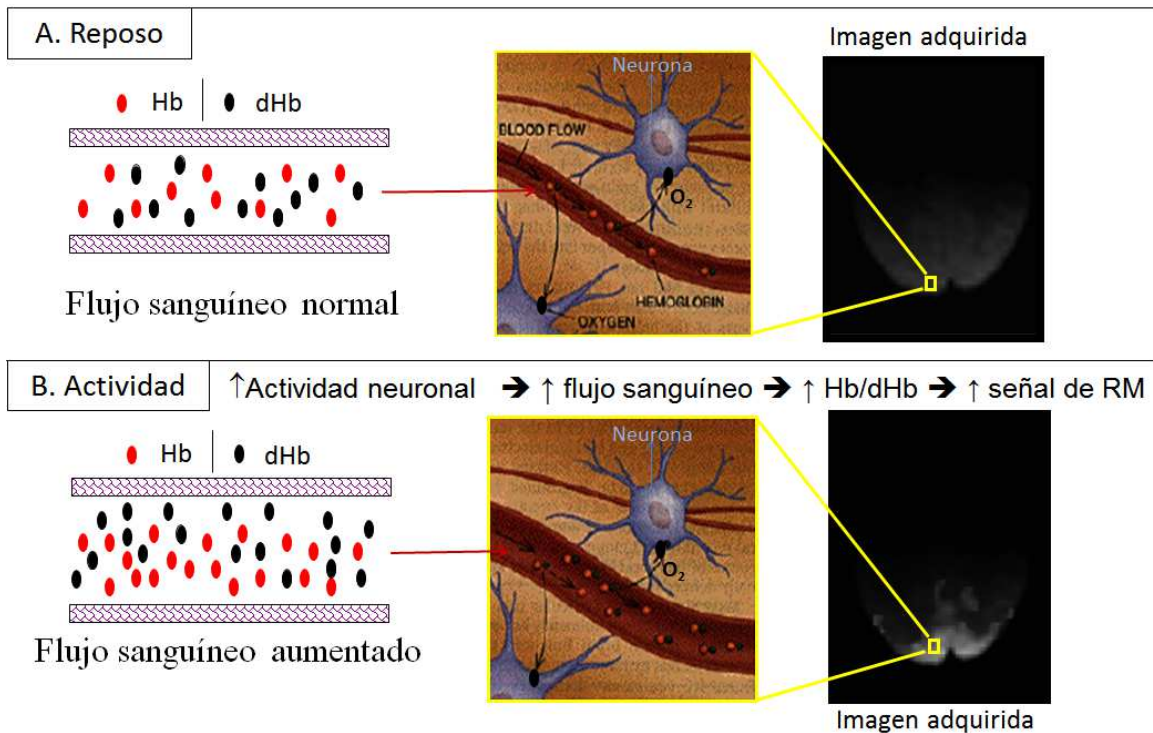 A. Reposo
Imagen adquirida
Hb | dHb
Neurona
BLOOD FLOW
O₂
HEMOGLOBIN
OXYGEN
Flujo sanguíneo normal
B. Actividad
↑Actividad neuronal ➔ ↑ flujo sanguíneo ➔ ↑ Hb/dHb ➔ ↑ señal de RM
Hb | dHb
Neurona
O₂
Flujo sanguíneo aumentado
Imagen adquirida